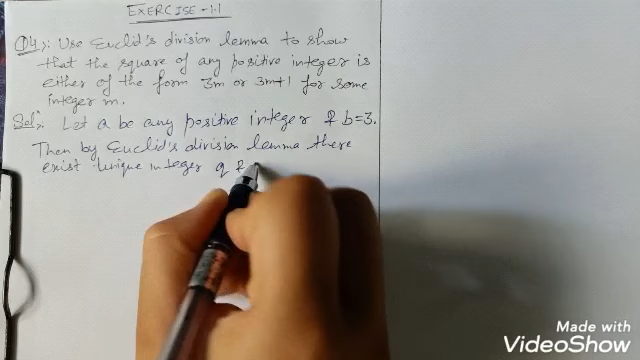 EXERCISE-1.1
Q4:- Use Euclid's division lemma to show
that the square of any positive integer is
either of the form 3m or 3m+1 for some
integer m.
Sol:- Let a be any positive integer & b=3.
Then by Euclid's division lemma there
exist unique integer q &
Made with
VideoShow